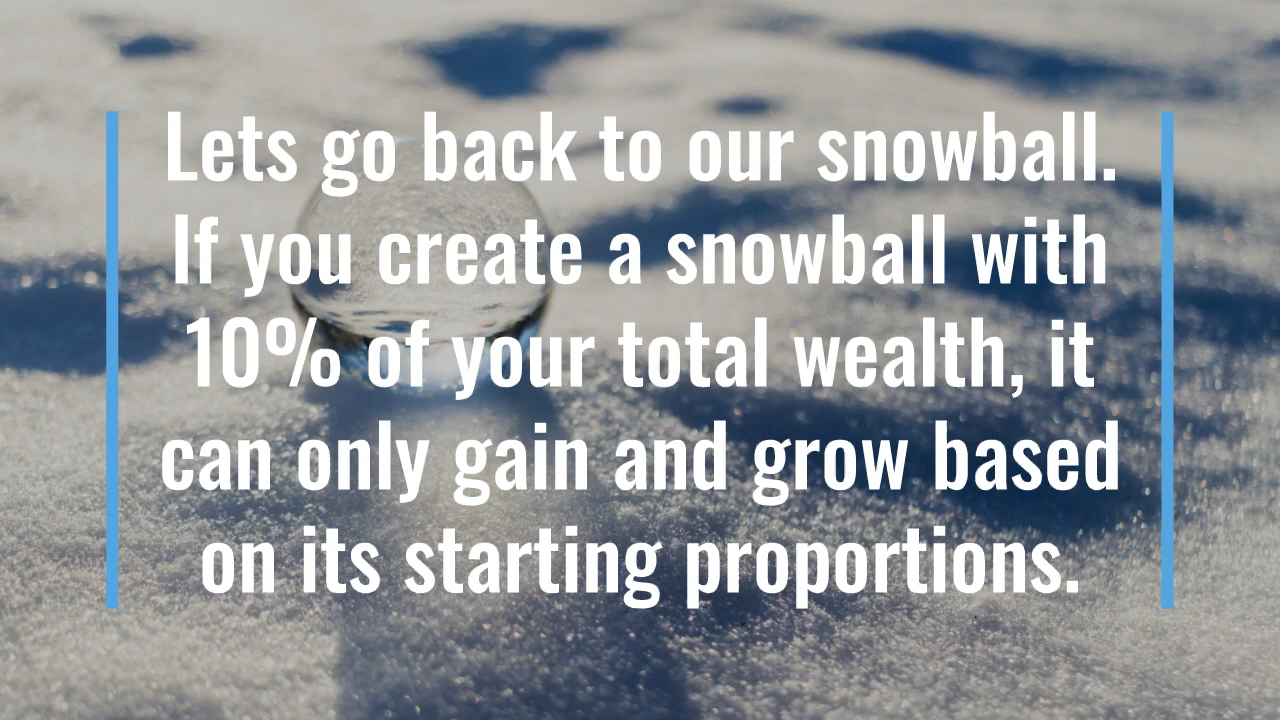 Lets go back to our snowball.
If you create a snowball with
10% of your total wealth, it
can only gain and grow based
on its starting proportions.